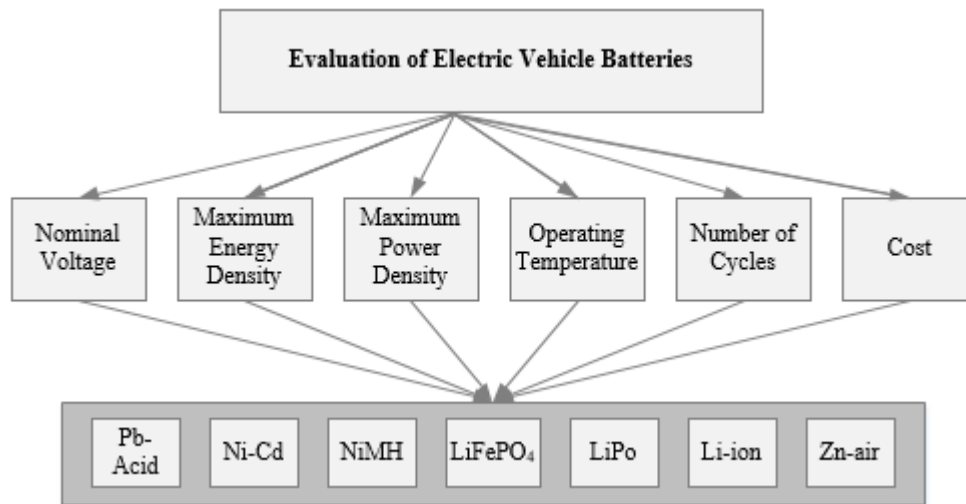 Evaluation of Electric Vehicle Batteries
Nominal
Voltage
Maximum
Energy
Density
Maximum
Power
Density
Operating
Temperature
Number of
Cycles
Cost
Pb-
Acid
Ni-Cd
NiMH
LiFePO₄
LiPo
Li-ion
Zn-air